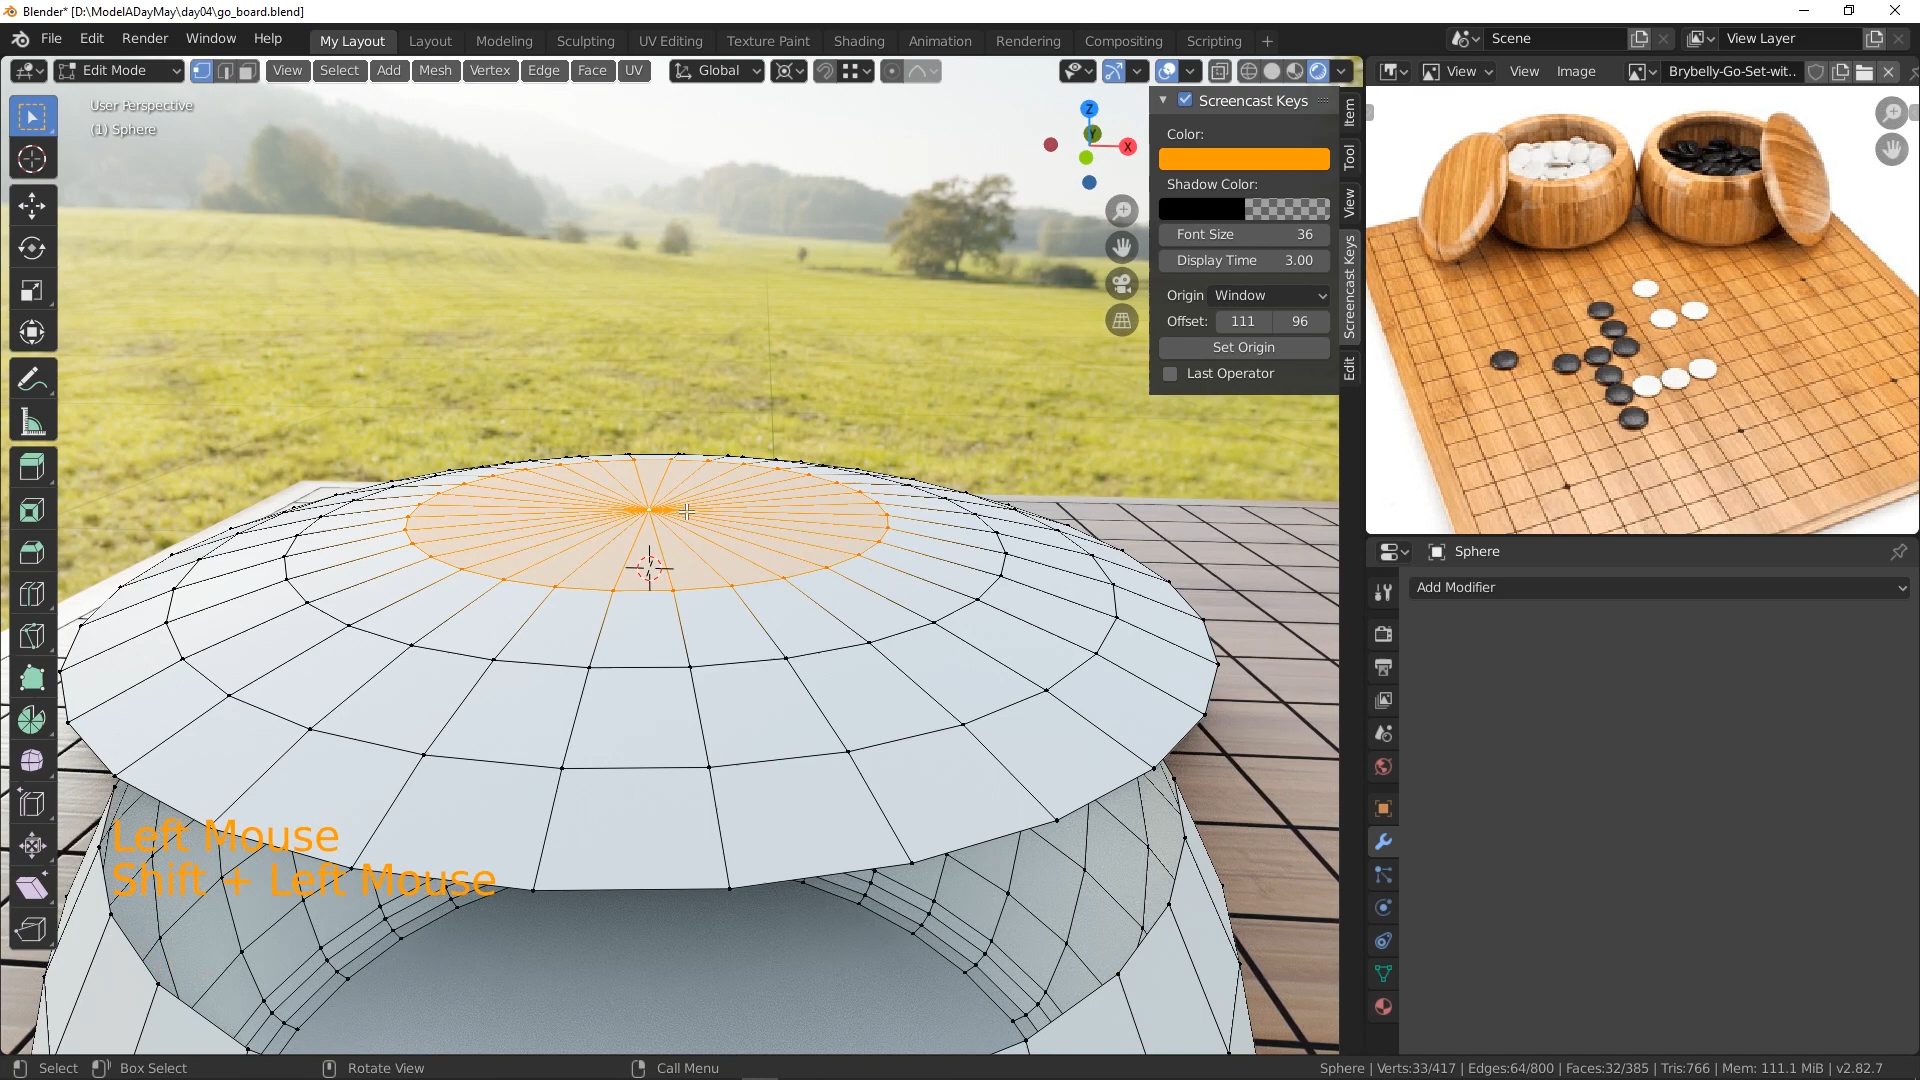 Blender* [D:\ModelADayMay\day04\go_board.blend]
File Edit Render Window Help
My Layout Layout Modeling Sculpting UV Editing Texture Paint Shading Animation Rendering Compositing Scripting
Scene
View Layer
Edit Mode
View Select Add Mesh Vertex Edge Face UV
Global
View View Image
Brybelly-Go-Set-wit..
User Perspective
(1) Sphere
Z
Y
X
Screencast Keys
Color:
Shadow Color:
Font Size 36
Display Time 3.00
Origin Window
Offset: 111 96
Set Origin
Last Operator
Item
Tool
View
Screencast Keys
Edit
Sphere
Add Modifier
Left Mouse
Shift + Left Mouse
Select Box Select Rotate View Call Menu
Sphere | Verts:33/417 | Edges:64/800 | Faces:32/385 | Tris:766 | Mem: 111.1 MiB | v2.82.7